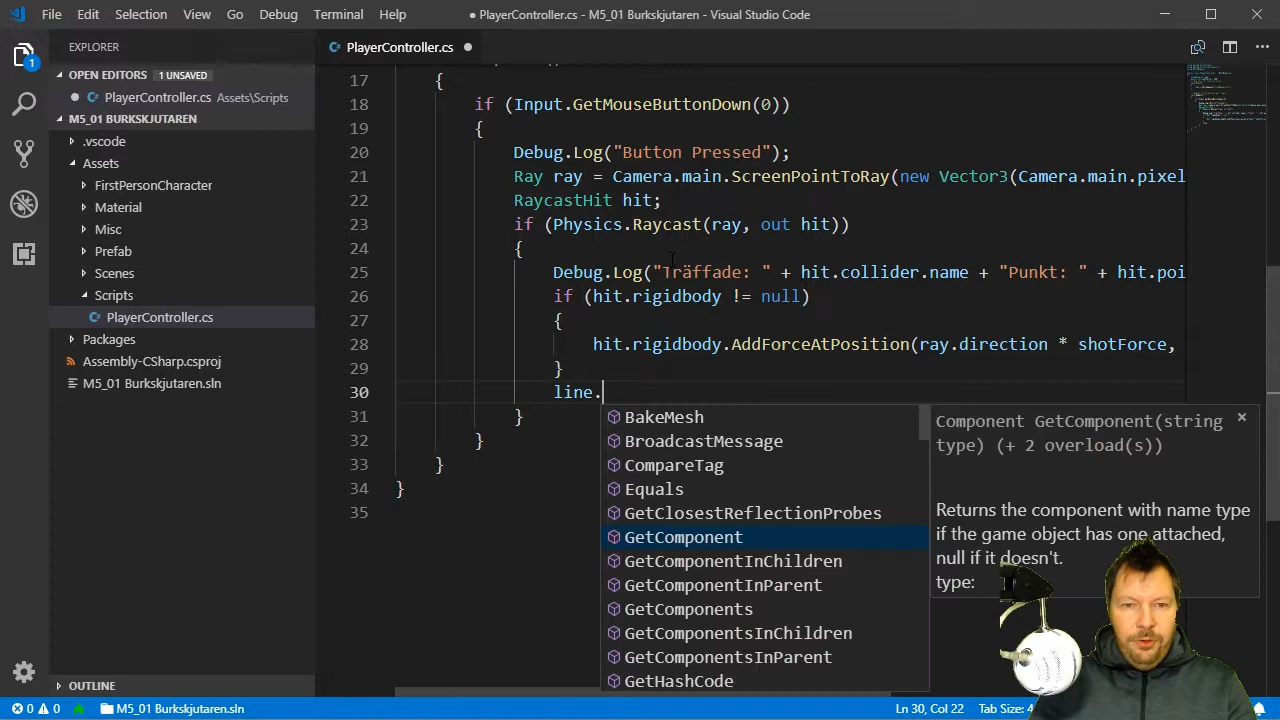 File Edit Selection View Go Debug Terminal Help
● PlayerController.cs - M5_01 Burkskjutaren - Visual Studio Code
1
EXPLORER
OPEN EDITORS 1 UNSAVED
● PlayerController.cs Assets\Scripts
M5_01 BURKSKJUTAREN
.vscode
Assets
FirstPersonCharacter
Material
Misc
Prefab
Scenes
Scripts
PlayerController.cs
Packages
Assembly-CSharp.csproj
M5_01 Burkskjutaren.sln
OUTLINE
PlayerController.cs ●
17 {
18 if (Input.GetMouseButtonDown(0))
19 {
20 Debug.Log("Button Pressed");
21 Ray ray = Camera.main.ScreenPointToRay(new Vector3(Camera.main.pixel
22 RaycastHit hit;
23 if (Physics.Raycast(ray, out hit))
24 {
25 Debug.Log("Träffade: " + hit.collider.name + "Punkt: " + hit.poi
26 if (hit.rigidbody != null)
27 {
28 hit.rigidbody.AddForceAtPosition(ray.direction * shotForce,
29 }
30 line.
31 }
32 }
33 }
34 }
35
BakeMesh
BroadcastMessage
CompareTag
Equals
GetClosestReflectionProbes
GetComponent
GetComponentInChildren
GetComponentInParent
GetComponents
GetComponentsInChildren
GetComponentsInParent
GetHashCode
Component GetComponent(string
type) (+ 2 overload(s))
Returns the component with name type
if the game object has one attached,
null if it doesn't.
type:
0 0 M5_01 Burkskjutaren.sln Ln 30, Col 22 Tab Size: 4